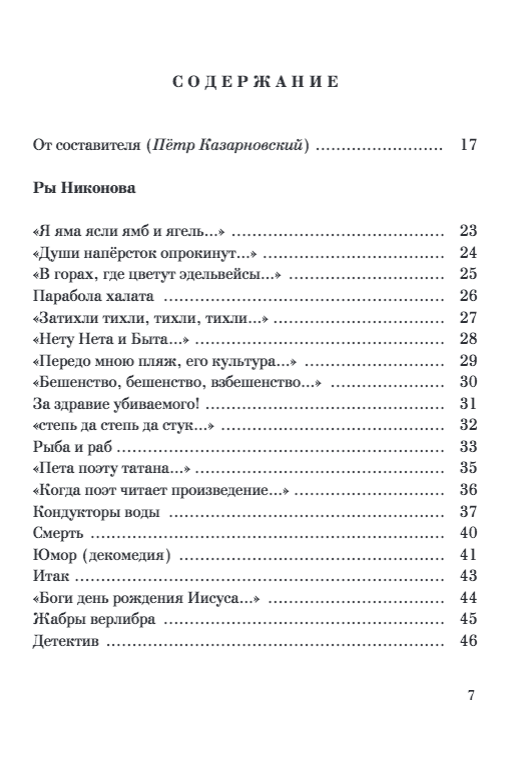 СОДЕРЖАНИЕ
От составителя (Пётр Казарновский) ........................ 17
Ры Никонова
«Я яма ясли ямб и ягель...» ........................................ 23
«Души напёрсток опрокинут...» .................................. 24
«В горах, где цветут эдельвейсы...» ............................. 25
Парабола халата ..................................................... 26
«Затихли тихли, тихли, тихли...» ................................. 27
«Нету Нета и Быта...» ................................................ 28
«Передо мною пляж, его культура...» ........................... 29
«Бешенство, бешенство, взбешенство...» ....................... 30
За здравие убиваемого! .............................................. 31
«степь да степь да стук...» ........................................... 32
Рыба и раб .............................................................. 33
«Пета поэту татана...» ................................................ 35
«Когда поэт читает произведение...» ............................ 36
Кондукторы воды ..................................................... 37
Смерть ................................................................... 40
Юмор (декомедия) ................................................... 41
Итак ...................................................................... 43
«Боги день рождения Иисуса...» .................................. 44
Жабры верлибра ...................................................... 45
Детектив ................................................................ 46
7